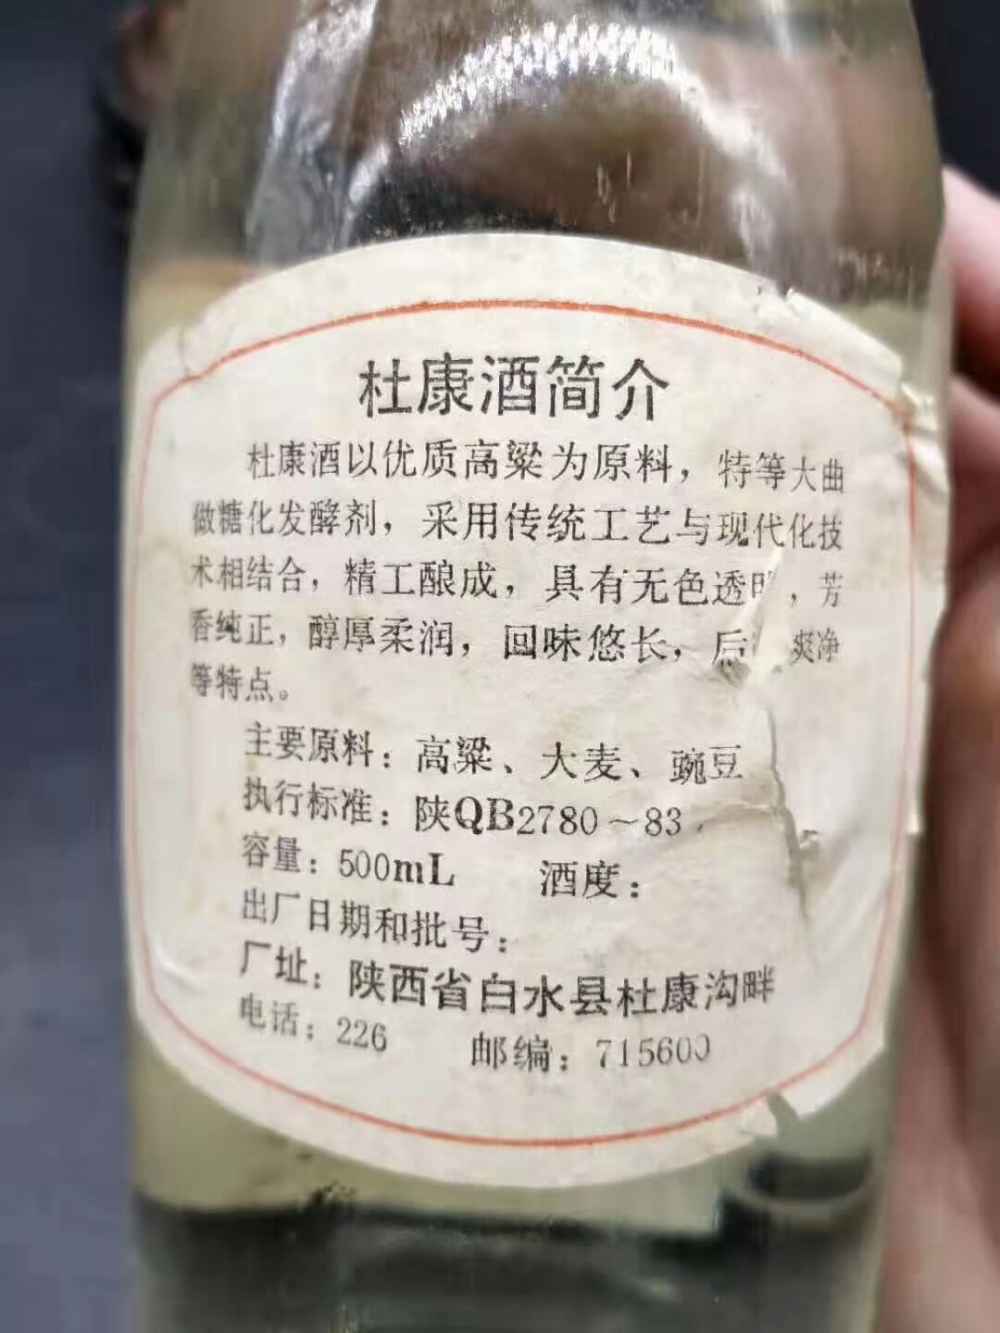 杜康酒简介
杜康酒以优质高粱为原料，特等大曲
做糖化发酵剂，采用传统工艺与现代化技
术相结合，精工酿成，具有无色透明，芳
香纯正，醇厚柔润，回味悠长，后 爽净
等特点。
主要原料：高粱、大麦、豌豆
执行标准：陕QB2780～83
容量：500mL 酒度：
出厂日期和批号：
厂址：陕西省白水县杜康沟畔
电话：226 邮编：715600